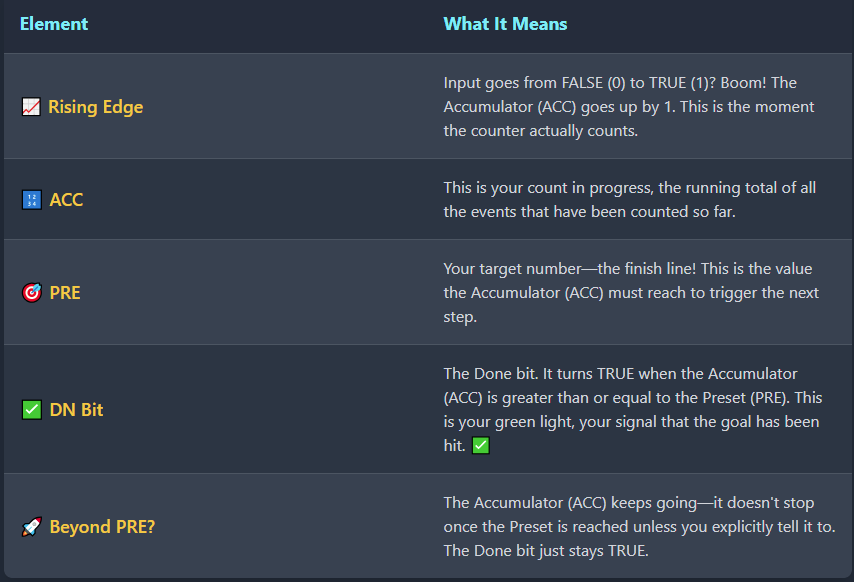 Element
What It Means
Rising Edge
Input goes from FALSE (0) to TRUE (1)? Boom! The
Accumulator (ACC) goes up by 1. This is the moment
the counter actually counts.
ACC
This is your count in progress, the running total of all
the events that have been counted so far.
PRE
Your target number—the finish line! This is the value
the Accumulator (ACC) must reach to trigger the next
step.
DN Bit
The Done bit. It turns TRUE when the Accumulator
(ACC) is greater than or equal to the Preset (PRE). This
is your green light, your signal that the goal has been
hit. ✅
Beyond PRE?
The Accumulator (ACC) keeps going—it doesn't stop
once the Preset is reached unless you explicitly tell it to.
The Done bit just stays TRUE.